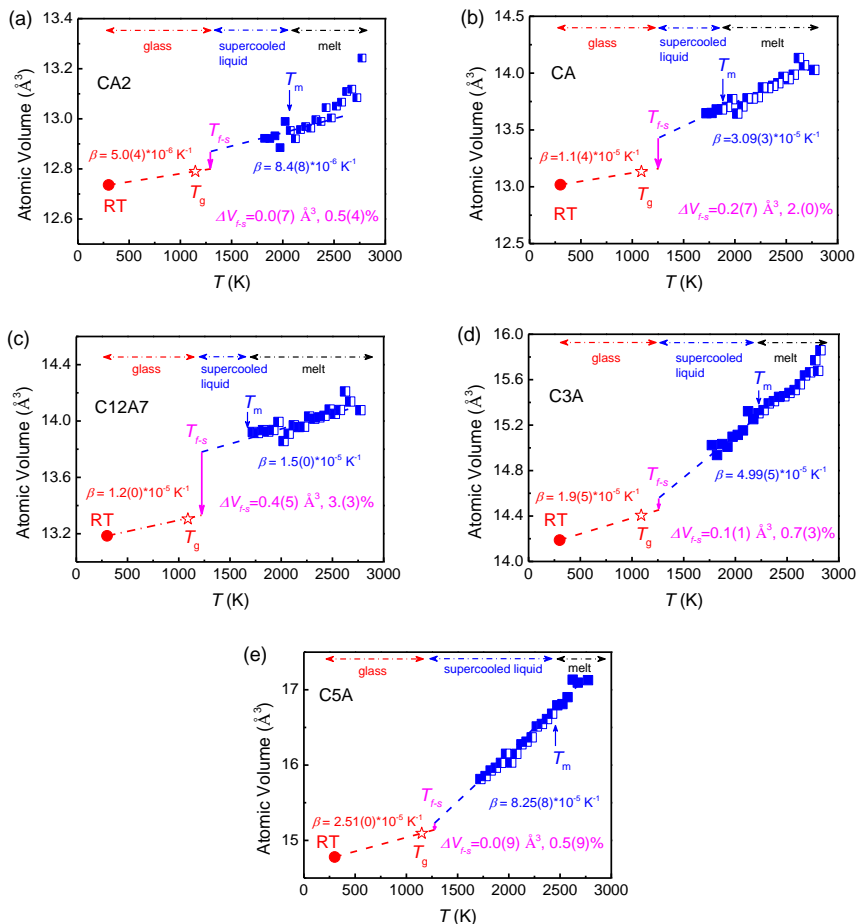 (a)
13.4
glass
supercooled
liquid
melt
13.2
CA2
T_m
13.0
T_f-s
β = 5.0(4)*10⁻⁶ K⁻¹
β = 8.4(8)*10⁻⁶ K⁻¹
12.8
RT
T_g
12.6
ΔV_f-s=0.0(7) Å³, 0.5(4)%
Atomic Volume (Å³)
0 500 1000 1500 2000 2500 3000
T (K)
(b)
14.5
glass
supercooled
liquid
melt
CA
14.0
T_m
T_f-s
13.5
β=1.1(4)*10⁻⁵ K⁻¹
β=3.09(3)*10⁻⁵ K⁻¹
13.0
RT
T_g
ΔV_f-s=0.2(7) Å³, 2.(0)%
12.5
Atomic Volume (Å³)
0 500 1000 1500 2000 2500 3000
T (K)
(c)
14.4
glass
supercooled
liquid
melt
C12A7
T_m
14.0
T_f-s
β = 1.5(0)*10⁻⁵ K⁻¹
13.6
β = 1.2(0)*10⁻⁵ K⁻¹
ΔV_f-s=0.4(5) Å³, 3.(3)%
RT
13.2
T_g
Atomic Volume (Å³)
0 500 1000 1500 2000 2500 3000
T (K)
(d)
16.0
glass
supercooled
liquid
melt
15.6
C3A
T_m
15.2
14.8
T_f-s
β = 4.99(5)*10⁻⁵ K⁻¹
β = 1.9(5)*10⁻⁵ K⁻¹
14.4
RT
T_g
ΔV_f-s=0.1(1) Å³, 0.7(3)%
14.0
Atomic Volume (Å³)
0 500 1000 1500 2000 2500 3000
T (K)
(e)
glass
supercooled liquid
melt
17
C5A
T_m
16
T_f-s
β = 8.25(8)*10⁻⁵ K⁻¹
β = 2.51(0)*10⁻⁵ K⁻¹
15
RT
T_g
ΔV_f-s=0.0(9) Å³, 0.5(9)%
Atomic Volume (Å³)
0 500 1000 1500 2000 2500 3000
T (K)